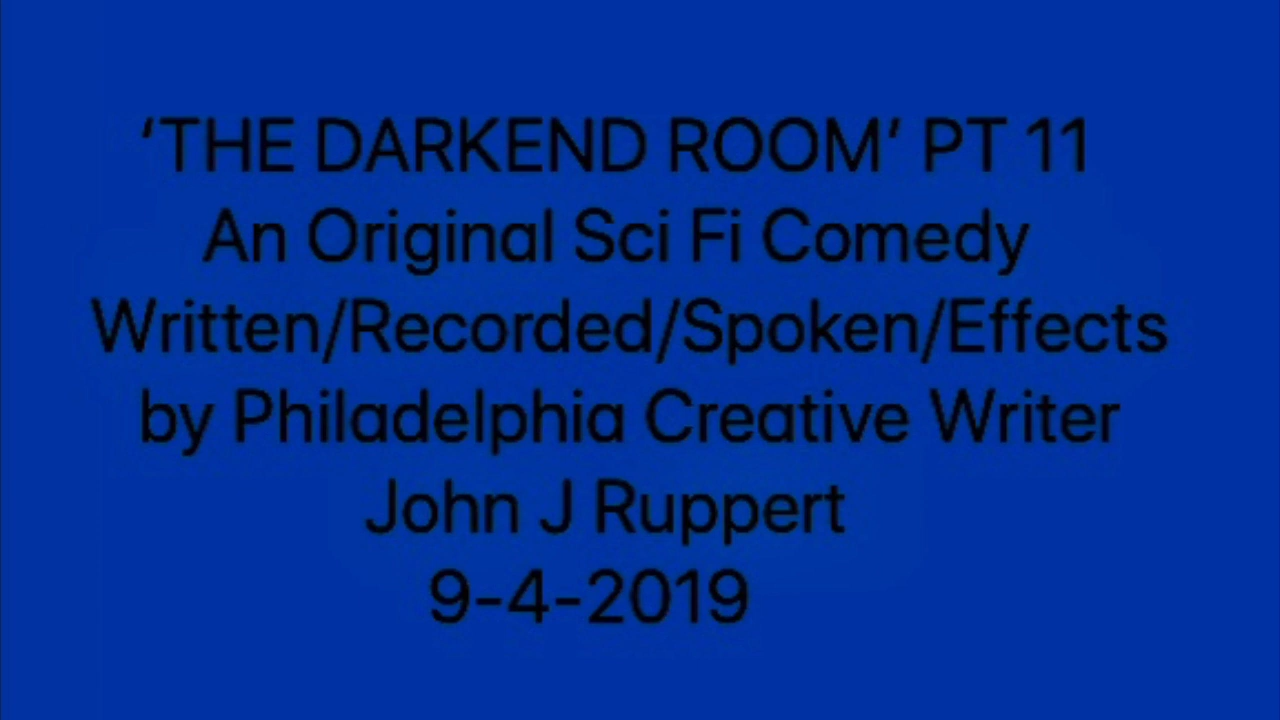 ‘THE DARKEND ROOM’ PT 11
An Original Sci Fi Comedy
Written/Recorded/Spoken/Effects
by Philadelphia Creative Writer
John J Ruppert
9-4-2019